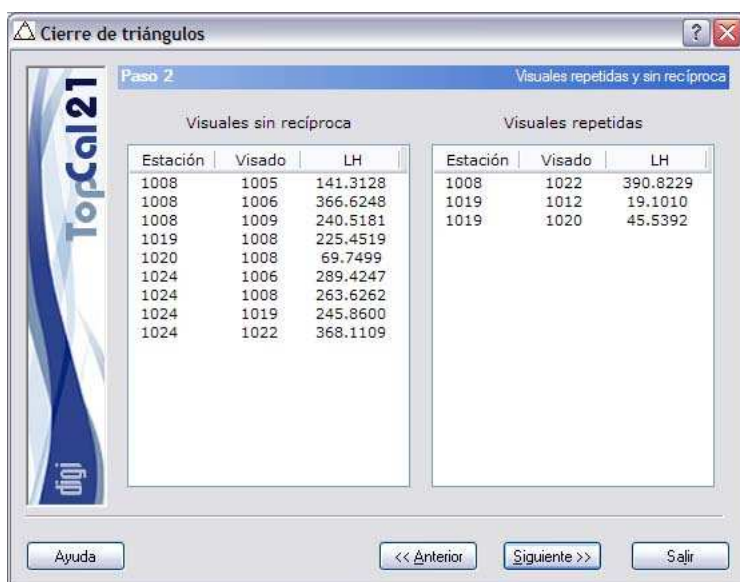 Cierre de triángulos
TopCal21
digi
Paso 2
Visuales repetidas y sin recíproca
Visuales sin recíproca
Estación Visado LH
1008 1005 141.3128
1008 1006 366.6248
1008 1009 240.5181
1019 1008 225.4519
1020 1008 69.7499
1024 1006 289.4247
1024 1008 263.6262
1024 1019 245.8600
1024 1022 368.1109
Visuales repetidas
Estación Visado LH
1008 1022 390.8229
1019 1012 19.1010
1019 1020 45.5392
Ayuda
<< Anterior
Siguiente >>
Salir